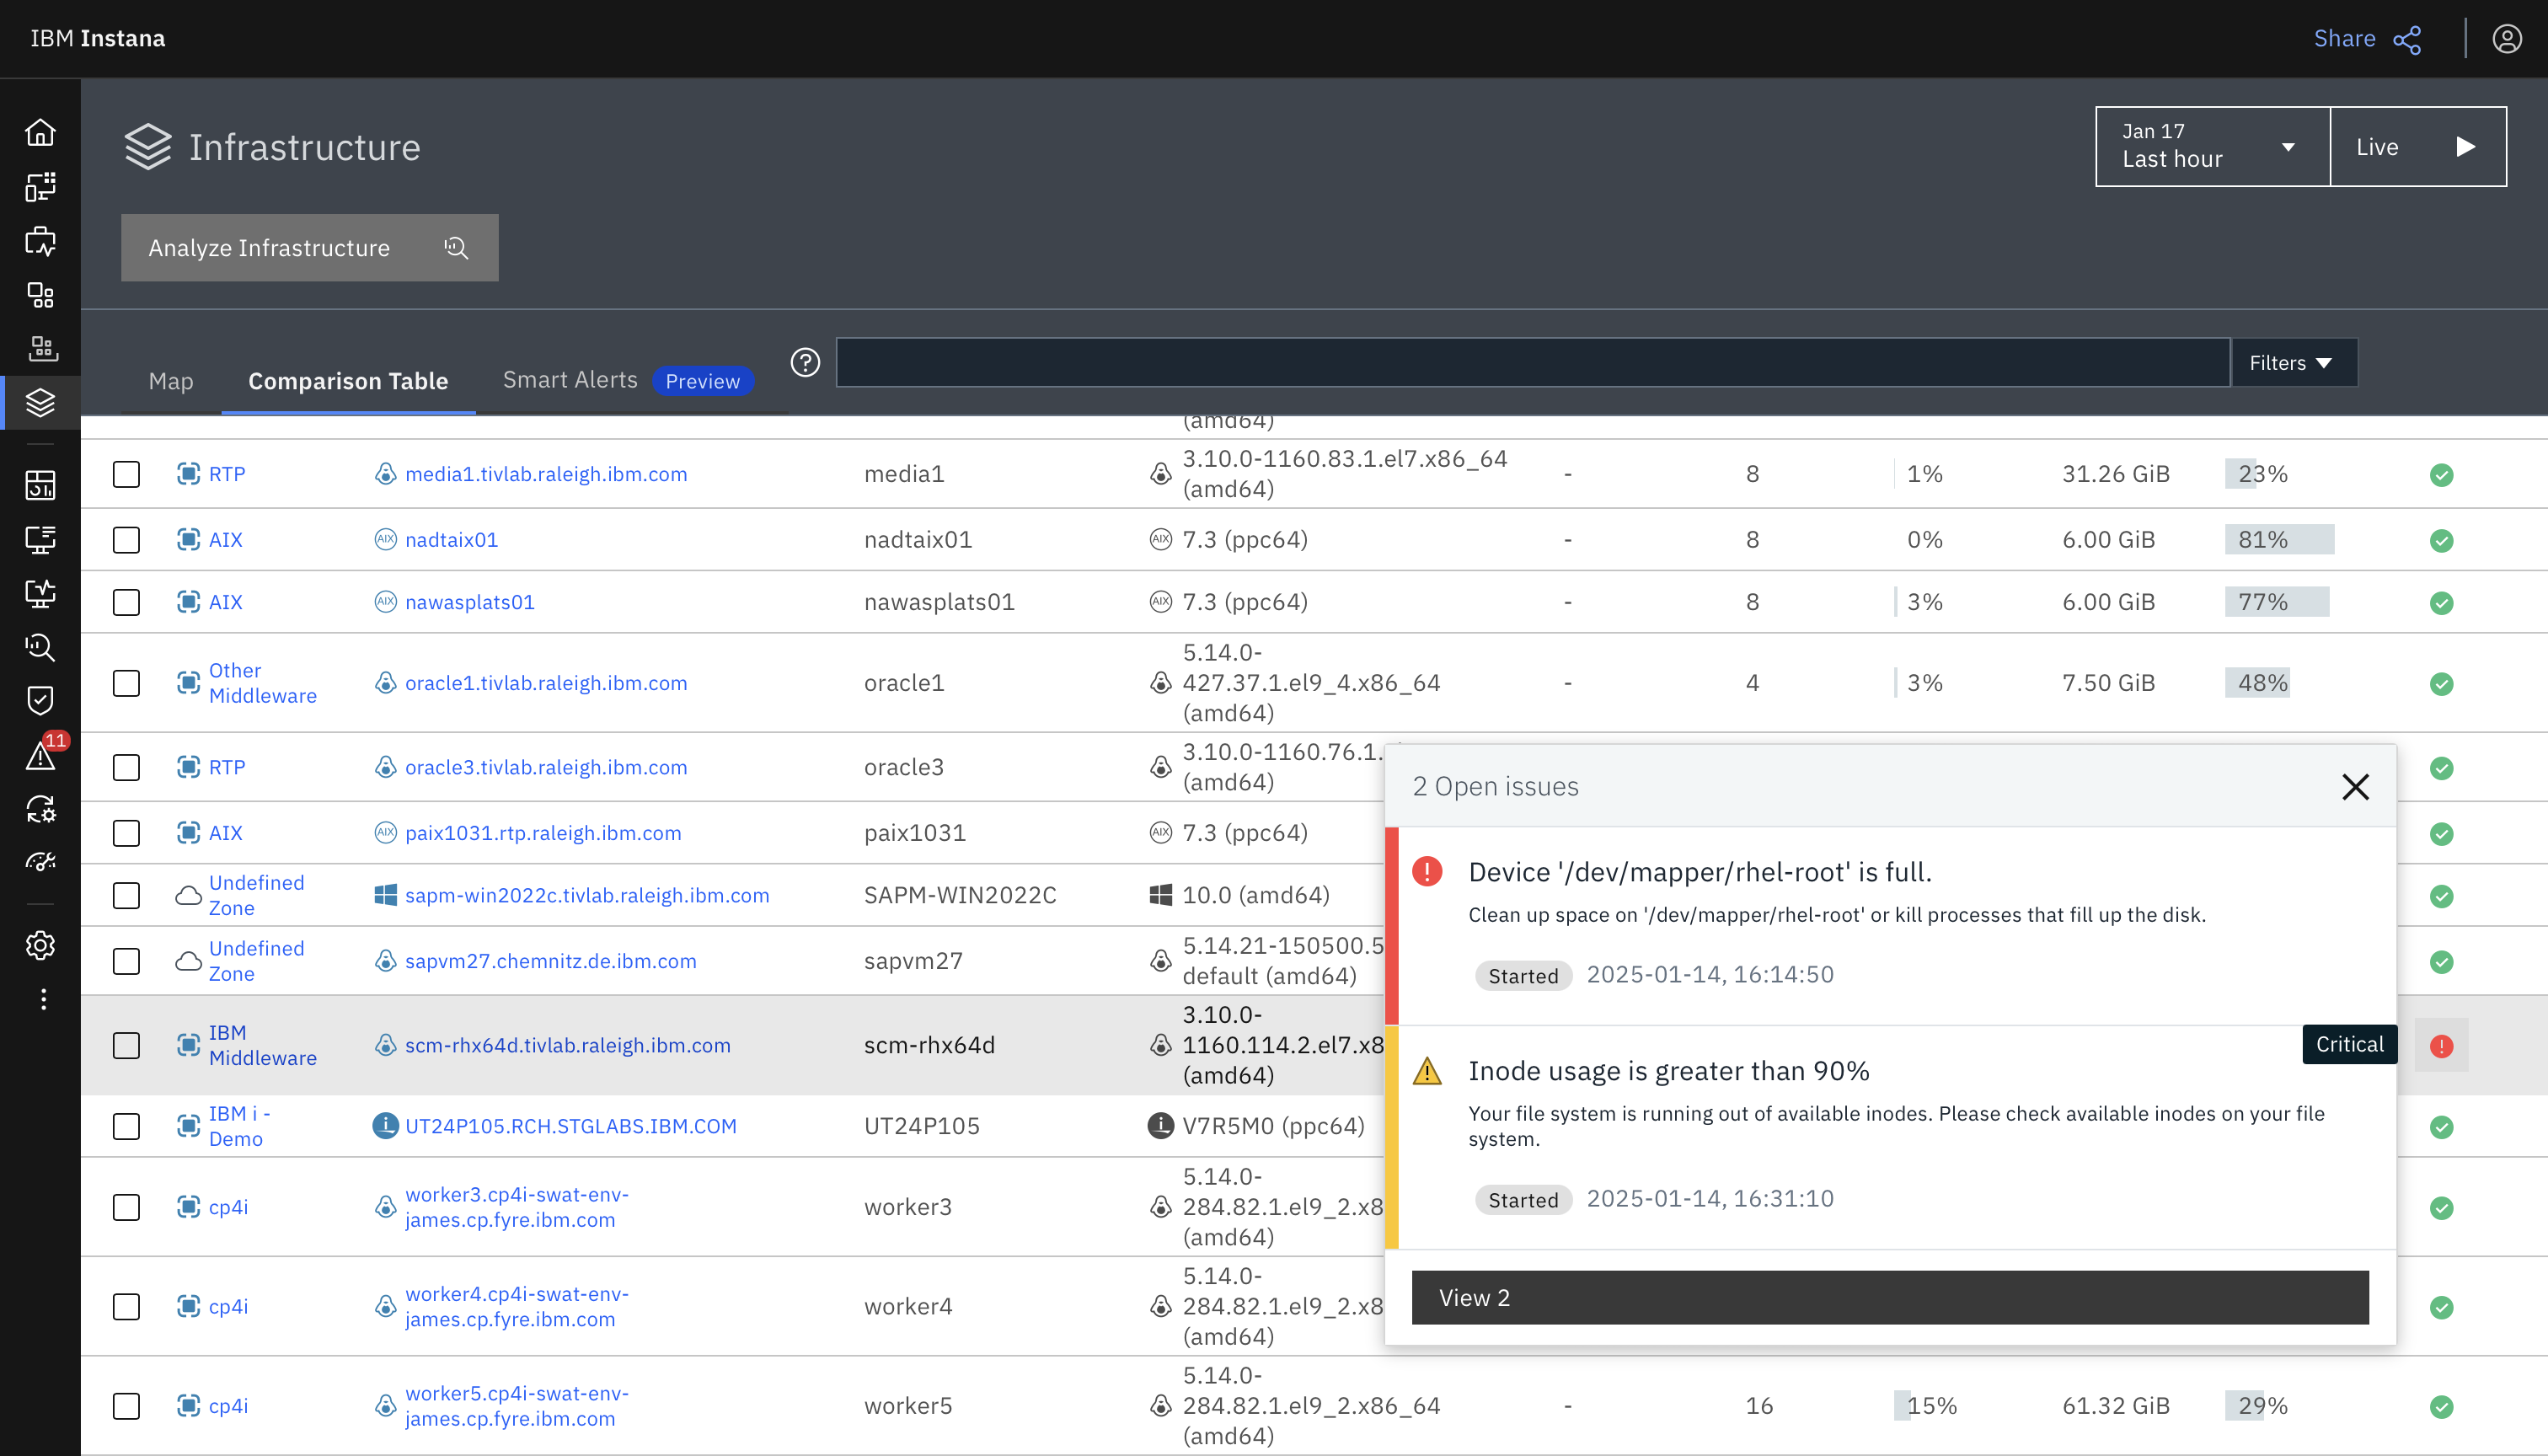 IBM Instana
Share
Infrastructure
Jan 17
Last hour
Live
Analyze Infrastructure
Map
Comparison Table
Smart Alerts
Preview
Filters
(amd64)
RTP
media1.tivlab.raleigh.ibm.com
media1
3.10.0-1160.83.1.el7.x86_64
(amd64)
-
8
1%
31.26 GiB
23%
AIX
nadtaix01
nadtaix01
7.3 (ppc64)
-
8
0%
6.00 GiB
81%
AIX
nawasplats01
nawasplats01
7.3 (ppc64)
-
8
3%
6.00 GiB
77%
Other
Middleware
oracle1.tivlab.raleigh.ibm.com
oracle1
5.14.0-
427.37.1.el9_4.x86_64
(amd64)
-
4
3%
7.50 GiB
48%
11
RTP
oracle3.tivlab.raleigh.ibm.com
oracle3
3.10.0-1160.76.1.
(amd64)
AIX
paix1031.rtp.raleigh.ibm.com
paix1031
7.3 (ppc64)
Undefined
Zone
sapm-win2022c.tivlab.raleigh.ibm.com
SAPM-WIN2022C
10.0 (amd64)
Undefined
Zone
sapvm27.chemnitz.de.ibm.com
sapvm27
5.14.21-150500.5
default (amd64)
IBM
Middleware
scm-rhx64d.tivlab.raleigh.ibm.com
scm-rhx64d
3.10.0-
1160.114.2.el7.x8
(amd64)
IBM i -
Demo
UT24P105.RCH.STGLABS.IBM.COM
UT24P105
V7R5M0 (ppc64)
cp4i
worker3.cp4i-swat-env-
james.cp.fyre.ibm.com
worker3
5.14.0-
284.82.1.el9_2.x8
(amd64)
cp4i
worker4.cp4i-swat-env-
james.cp.fyre.ibm.com
worker4
5.14.0-
284.82.1.el9_2.x8
(amd64)
cp4i
worker5.cp4i-swat-env-
james.cp.fyre.ibm.com
worker5
5.14.0-
284.82.1.el9_2.x86_64
(amd64)
-
16
15%
61.32 GiB
29%
2 Open issues
Device '/dev/mapper/rhel-root' is full.
Clean up space on '/dev/mapper/rhel-root' or kill processes that fill up the disk.
Started
2025-01-14, 16:14:50
Critical
Inode usage is greater than 90%
Your file system is running out of available inodes. Please check available inodes on your file
system.
Started
2025-01-14, 16:31:10
View 2